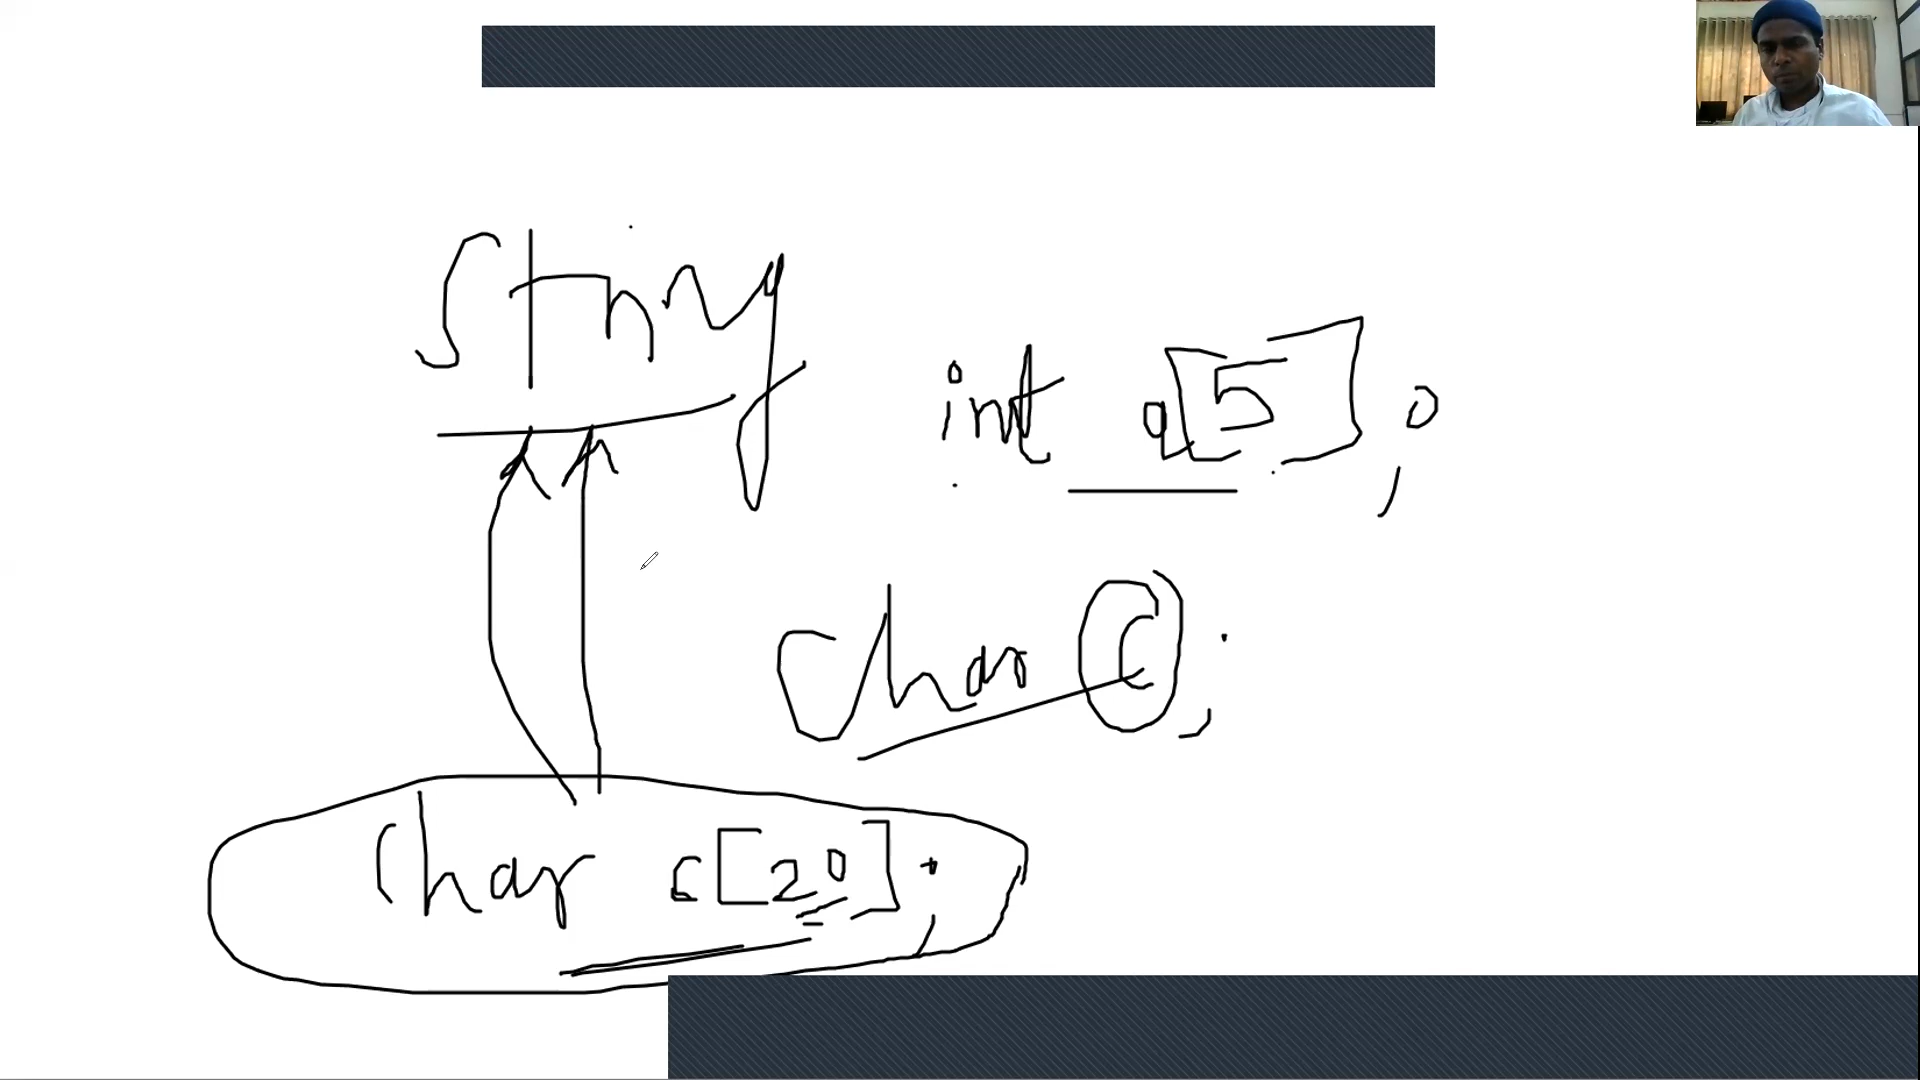 String
int a[5];
char c;
char c[20];